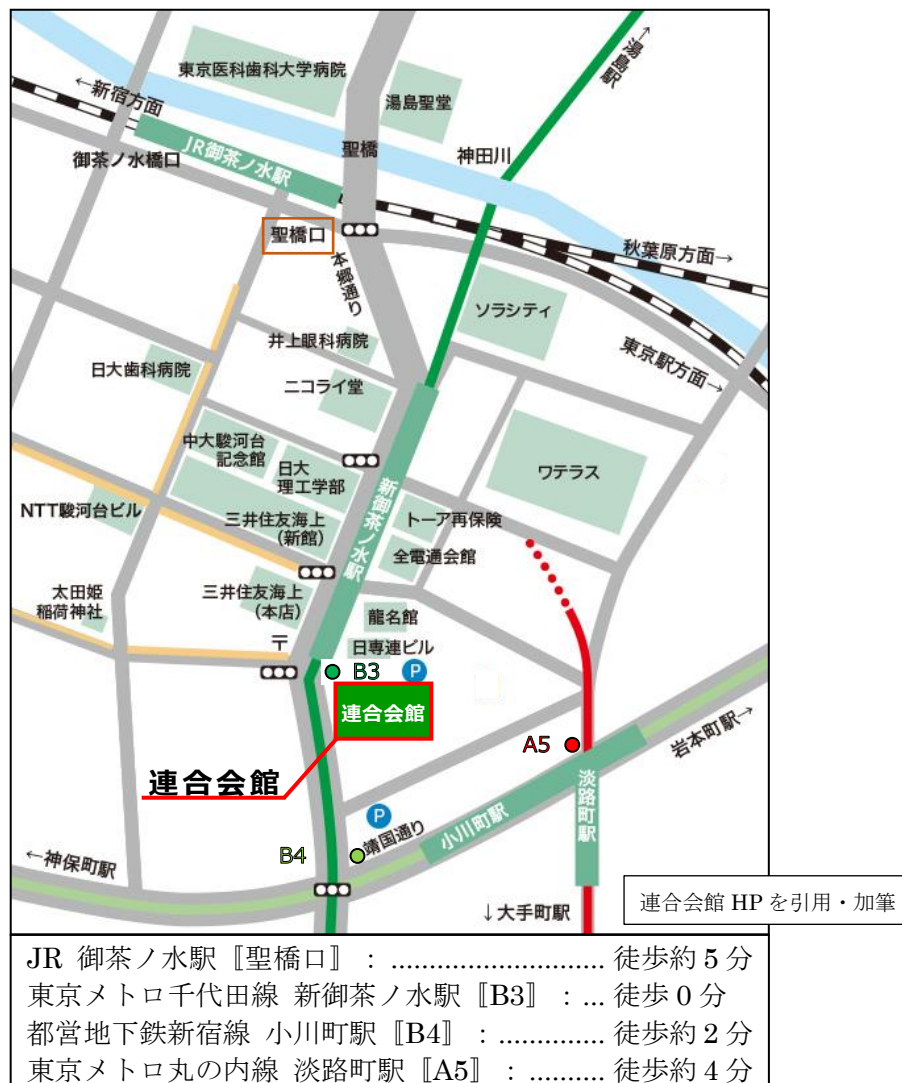 東京医科歯科大学病院
→湯島駅
湯島聖堂
←新宿方面
JR御茶ノ水駅
聖橋
神田川
御茶ノ水橋口
聖橋口
秋葉原方面→
本郷通り
ソラシティ
井上眼科病院
東京駅方面→
日大歯科病院
ニコライ堂
中大駿河台
記念館
日大
理工学部
ワテラス
新御茶ノ水駅
NTT駿河台ビル
三井住友海上
(新館)
トーア再保険
全電通会館
太田姫
稲荷神社
三井住友海上
(本店)
龍名館
〒
日専連ビル
B3
P
連合会館
A5
岩本町駅→
連合会館
P
淡路町駅
B4
靖国通り
小川町駅
←神保町駅
↓大手町駅
連合会館 HP を引用・加筆
JR 御茶ノ水駅『聖橋口』:........................... 徒歩約 5 分
東京メトロ千代田線 新御茶ノ水駅『B3』:... 徒歩 0 分
都営地下鉄新宿線 小川町駅『B4』:............. 徒歩約 2 分
東京メトロ丸の内線 淡路町駅『A5』:.......... 徒歩約 4 分